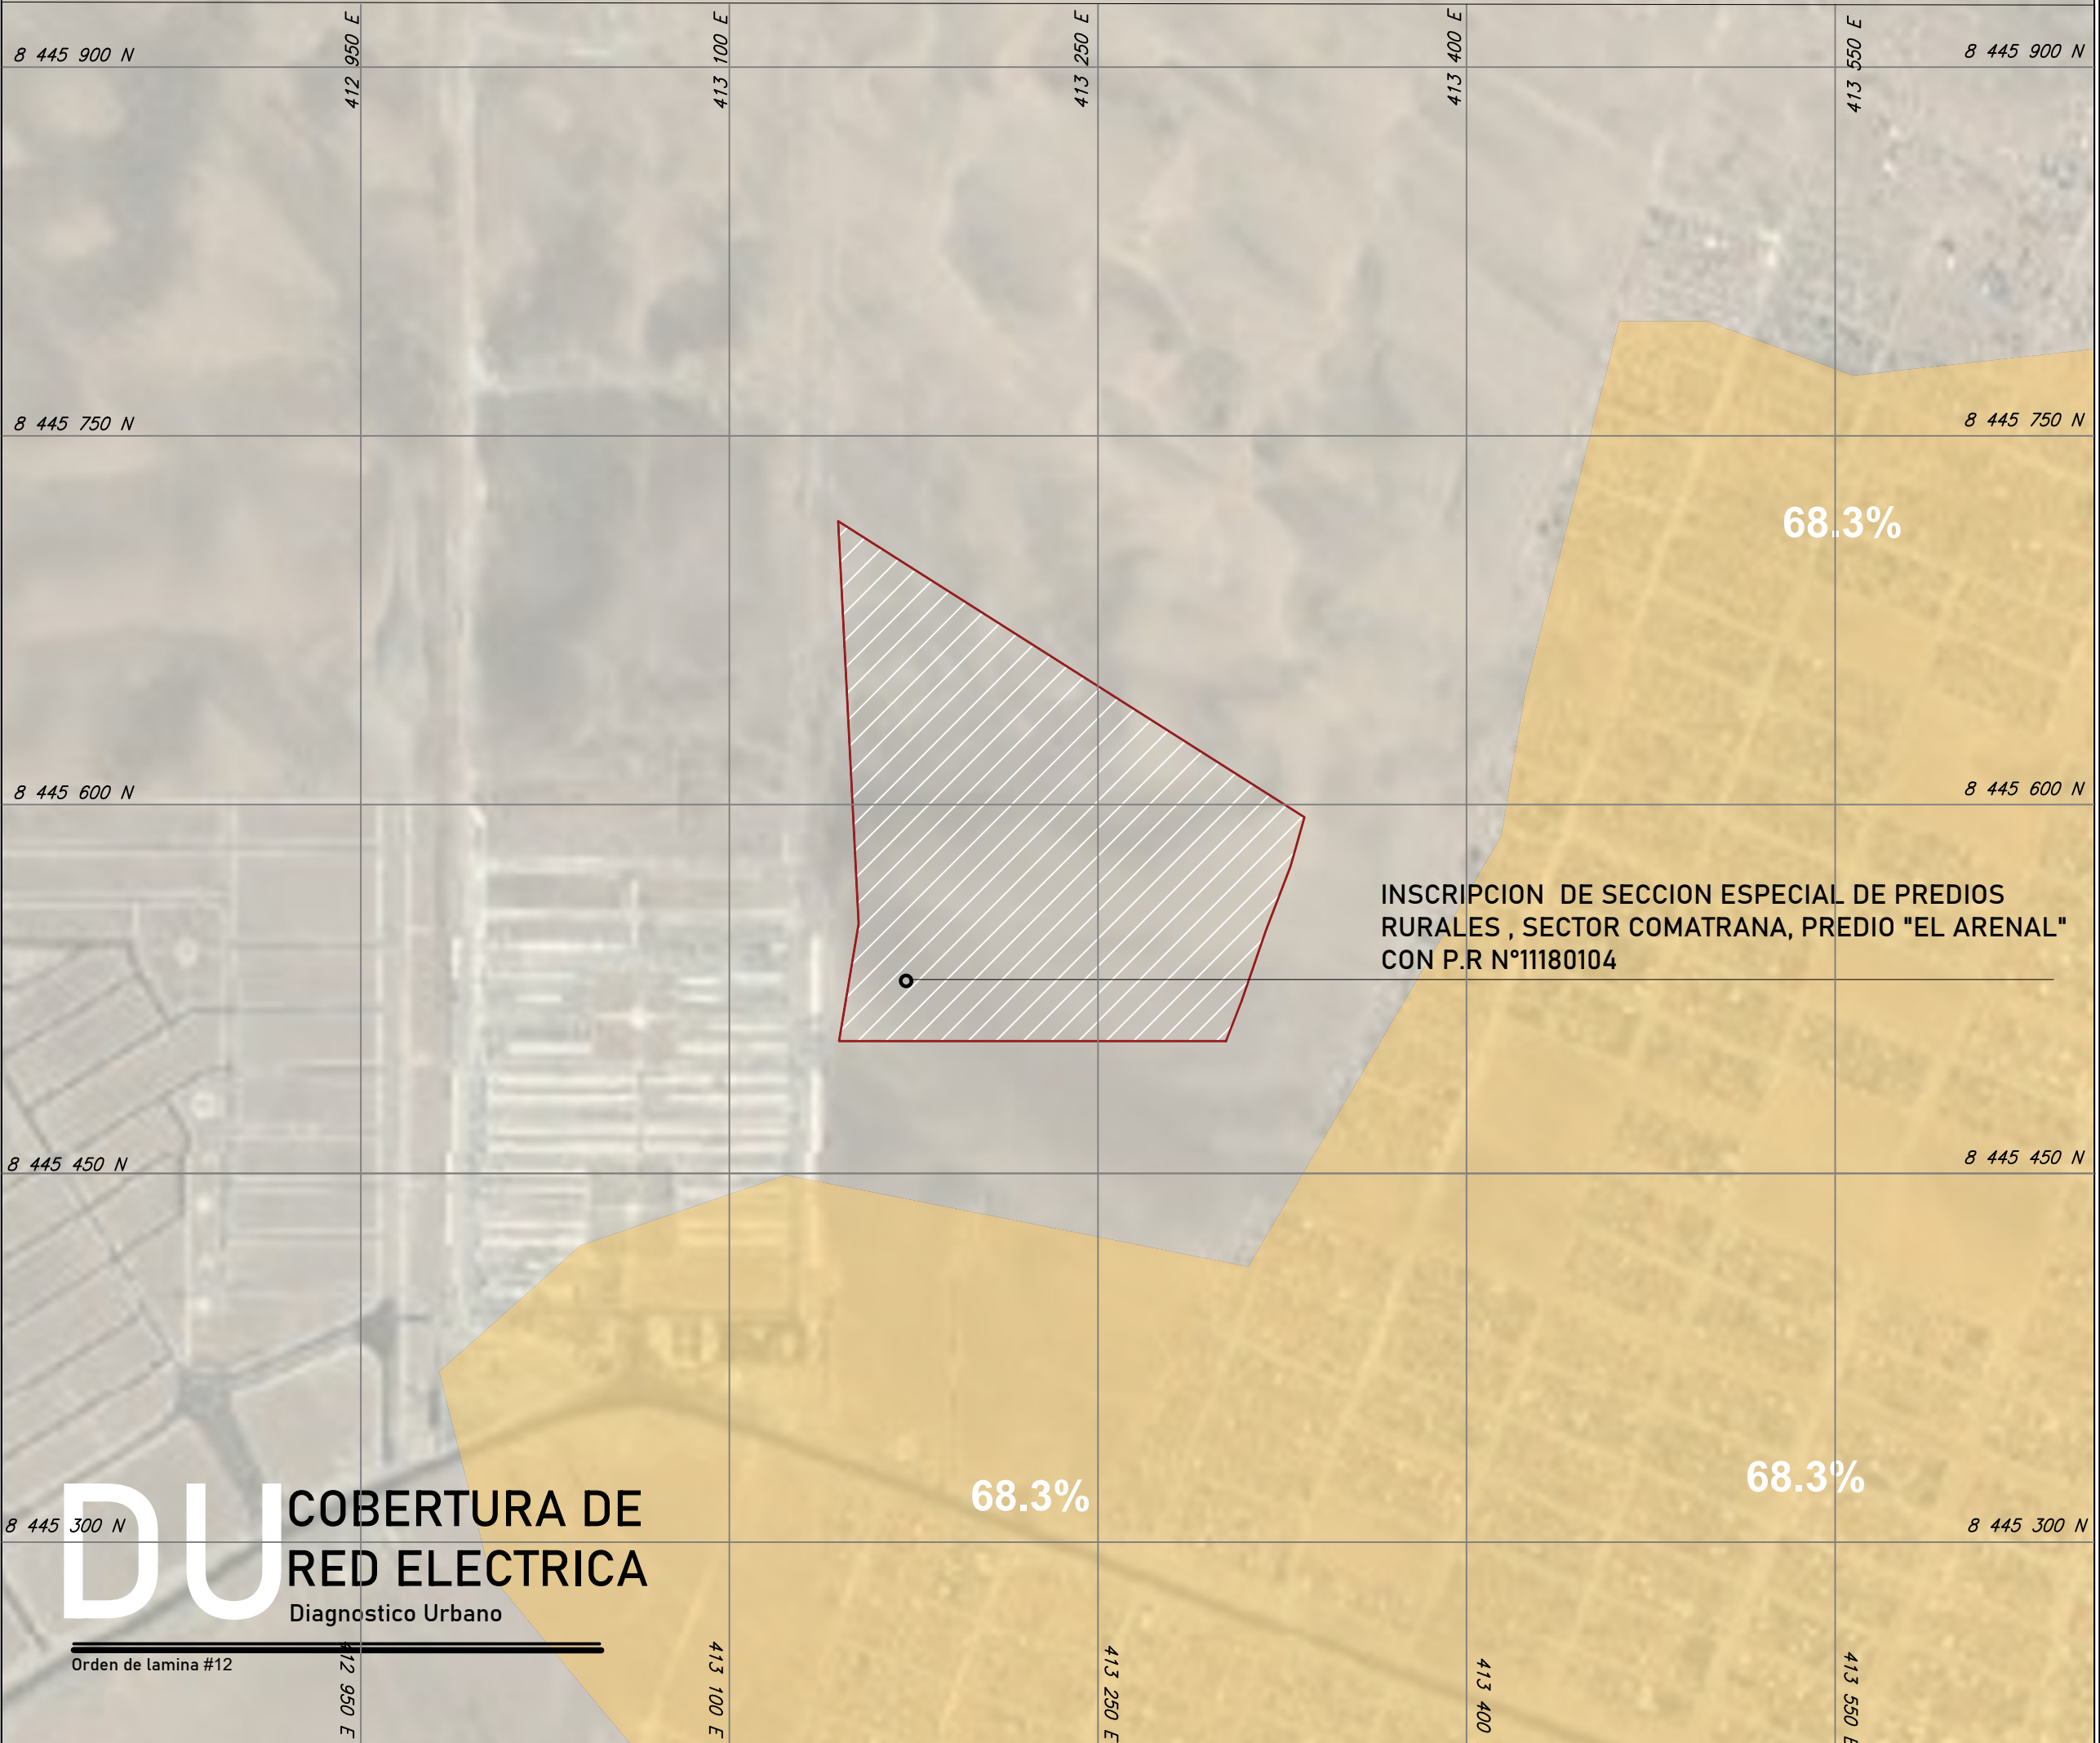 412 950 E
413 100 E
413 250 E
413 400 E
413 550 E
8 445 900 N
8 445 900 N
8 445 750 N
8 445 750 N
68.3%
8 445 600 N
8 445 600 N
INSCRIPCION DE SECCION ESPECIAL DE PREDIOS
RURALES , SECTOR COMATRANA, PREDIO "EL ARENAL"
CON P.R N°11180104
8 445 450 N
8 445 450 N
68.3%
68.3%
DU
COBERTURA DE
RED ELECTRICA
Diagnostico Urbano
8 445 300 N
8 445 300 N
Orden de lamina #12
412 950 E
413 100 E
413 250 E
413 400
413 550 E